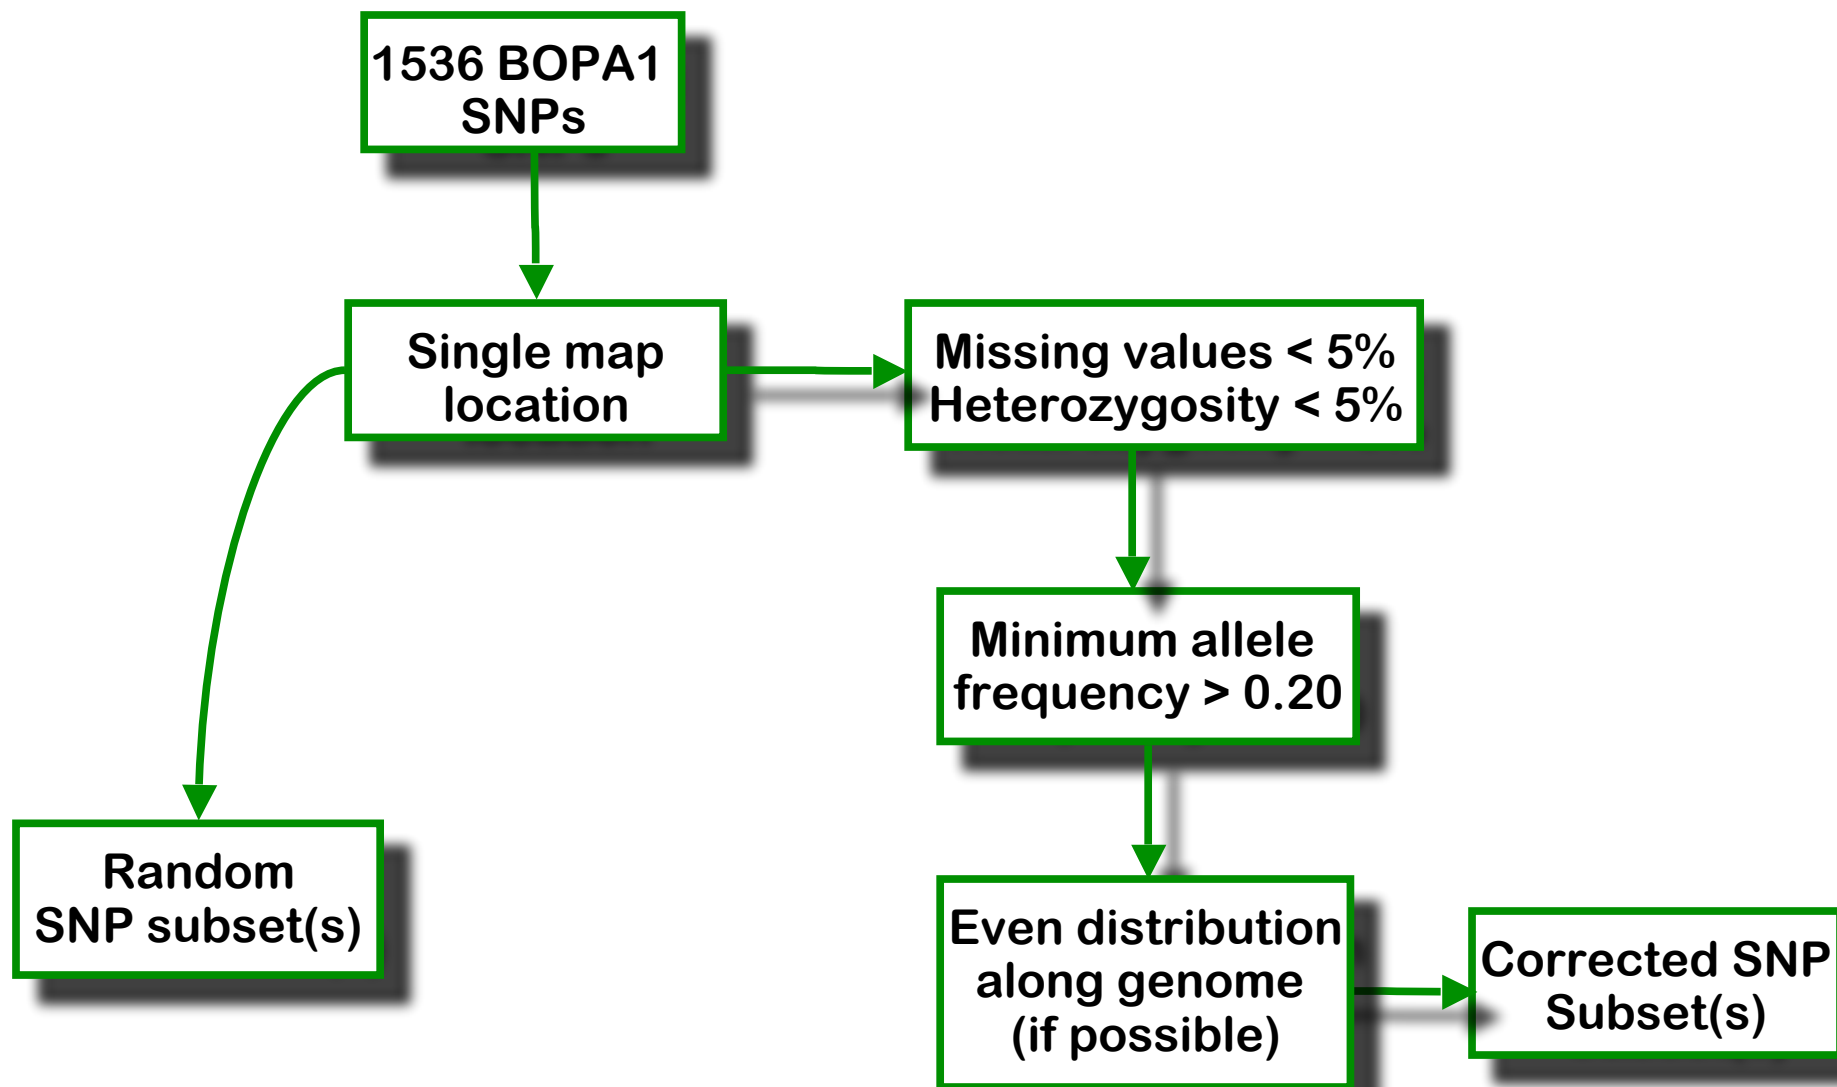 1536 BOPA1
SNPs
Single map
location
Missing values < 5%
Heterozygosity < 5%
Minimum allele
frequency > 0.20
Random
SNP subset(s)
Even distribution
along genome
(if possible)
Corrected SNP
Subset(s)